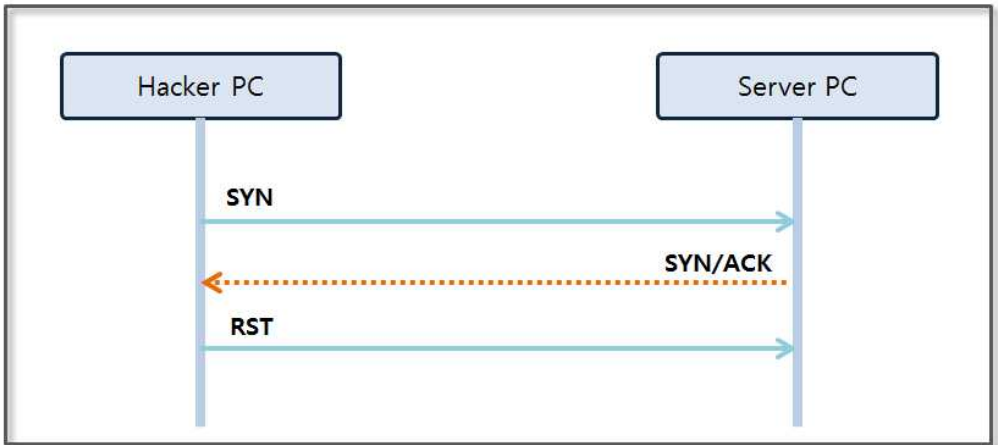 Hacker PC
Server PC
SYN
SYN/ACK
RST